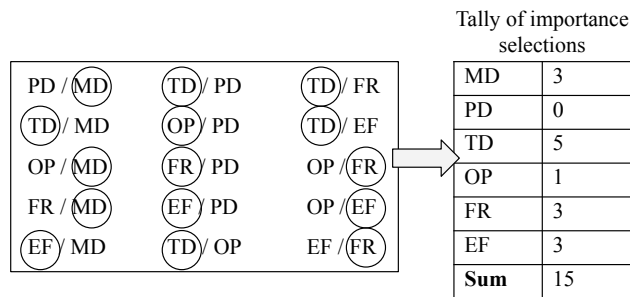 Tally of importance
selections
PD / MD TD / PD TD / FR
TD / MD OP / PD TD / EF
OP / MD FR / PD OP / FR
FR / MD EF / PD OP / EF
EF / MD TD / OP EF / FR
MD 3
PD 0
TD 5
OP 1
FR 3
EF 3
Sum 15